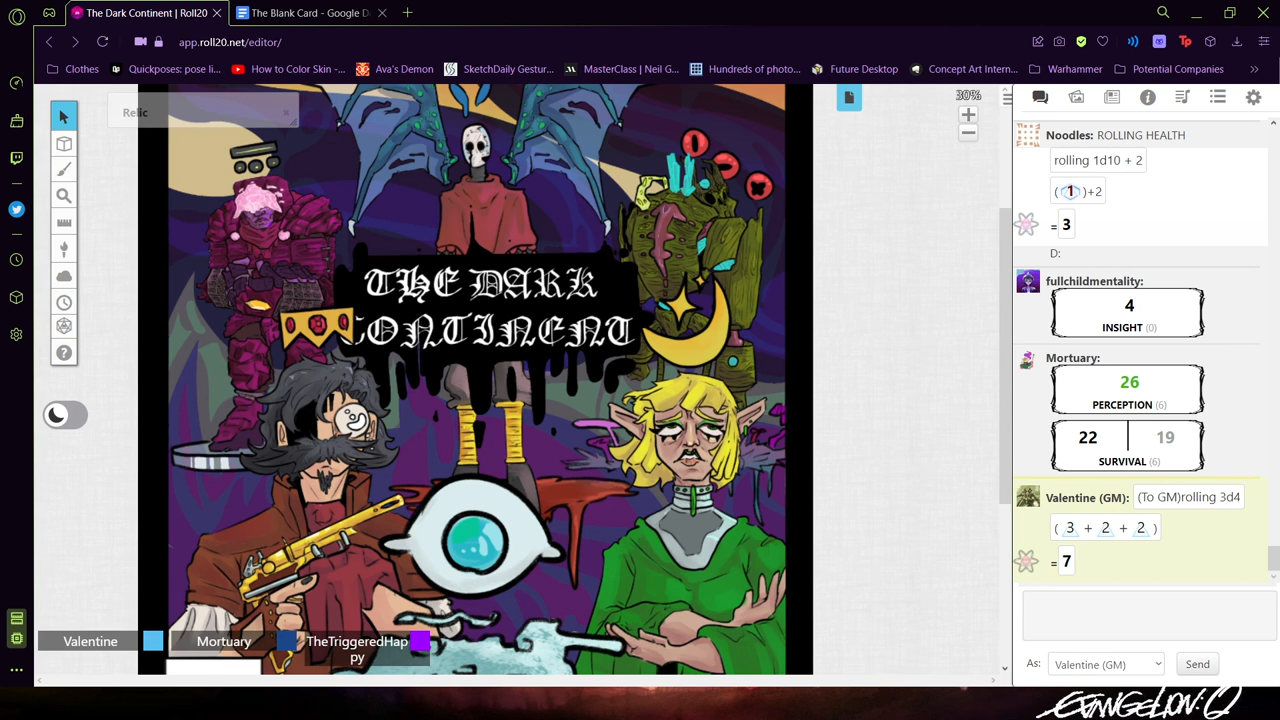 The Dark Continent | Roll20
The Blank Card - Google D
app.roll20.net/editor/
Clothes
Quickposes: pose li...
How to Color Skin -...
Ava's Demon
SketchDaily Gestur...
MasterClass | Neil G...
Hundreds of photo...
Future Desktop
Concept Art Intern...
Warhammer
Potential Companies
Relic
30%
THE DARK
CONTINENT
Valentine
Mortuary
TheTriggeredHap
py
Noodles: ROLLING HEALTH
rolling 1d10 + 2
(1)+2
= 3
D:
fullchildmentality:
4
INSIGHT (0)
Mortuary:
26
PERCEPTION (6)
22 19
SURVIVAL (6)
Valentine (GM): (To GM)rolling 3d4
( 3 + 2 + 2 )
= 7
As: Valentine (GM) Send